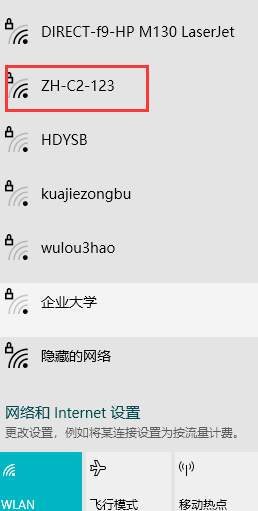 DIRECT-f9-HP M130 LaserJet
ZH-C2-123
HDYSB
kuajiezongbu
wulou3hao
企业大学
隐藏的网络
网络和 Internet 设置
更改设置，例如将某连接设置为按流量计费。
WLAN
飞行模式
移动热点